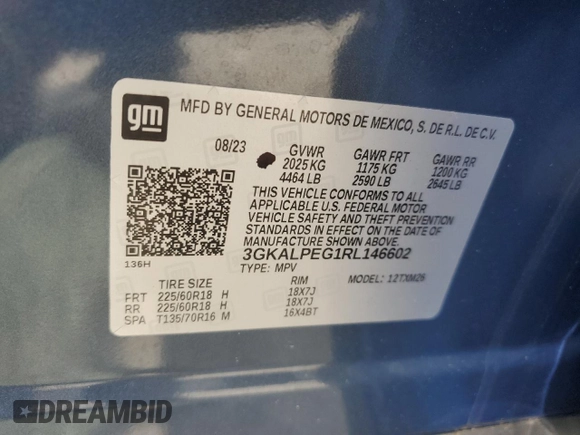 gm
MFD BY GENERAL MOTORS DE MEXICO, S. DE R.L. DE C.V.
08/23 GVWR GAWR FRT GAWR RR
2025 KG 1175 KG 1200 KG
4464 LB 2590 LB 2645 LB
THIS VEHICLE CONFORMS TO ALL
APPLICABLE U.S. FEDERAL MOTOR
VEHICLE SAFETY AND THEFT PREVENTION
STANDARDS IN EFFECT ON THE DATE OF
MANUFACTURE SHOWN ABOVE.
3GKALPEG1RL146602
136H
TYPE: MPV MODEL: 12TXM26
TIRE SIZE RIM
FRT 225/60R18 H 18X7J
RR 225/60R18 H 18X7J
SPA T135/70R16 M 16X4BT
DREAMBID